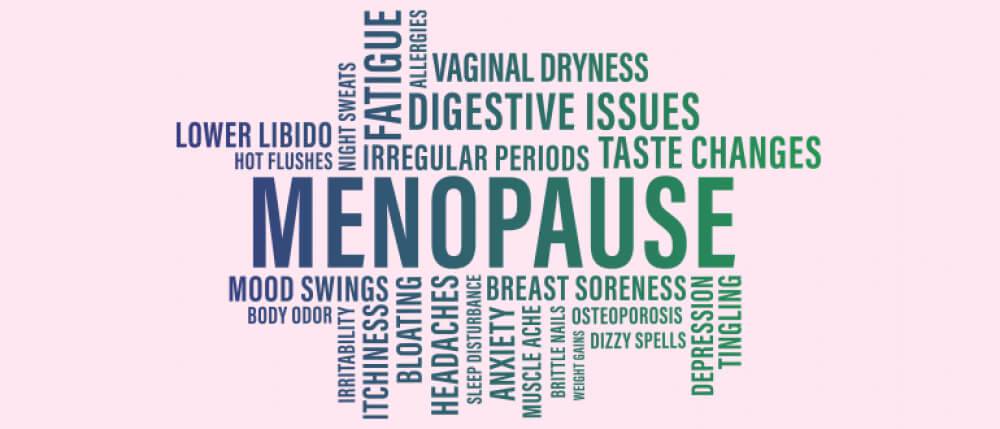 FATIGUE
ALLERGIES
NIGHT SWEATS
VAGINAL DRYNESS
DIGESTIVE ISSUES
LOWER LIBIDO
HOT FLUSHES
IRREGULAR PERIODS
TASTE CHANGES
MENOPAUSE
MOOD SWINGS
BODY ODOR
IRRITABILITY
ITCHINESS
BLOATING
HEADACHES
SLEEP DISTURBANCE
BREAST SORENESS
ANXIETY
MUSCLE ACHE
BRITTLE NAILS
WEIGHT GAINS
OSTEOPOROSIS
DIZZY SPELLS
DEPRESSION
TINGLING